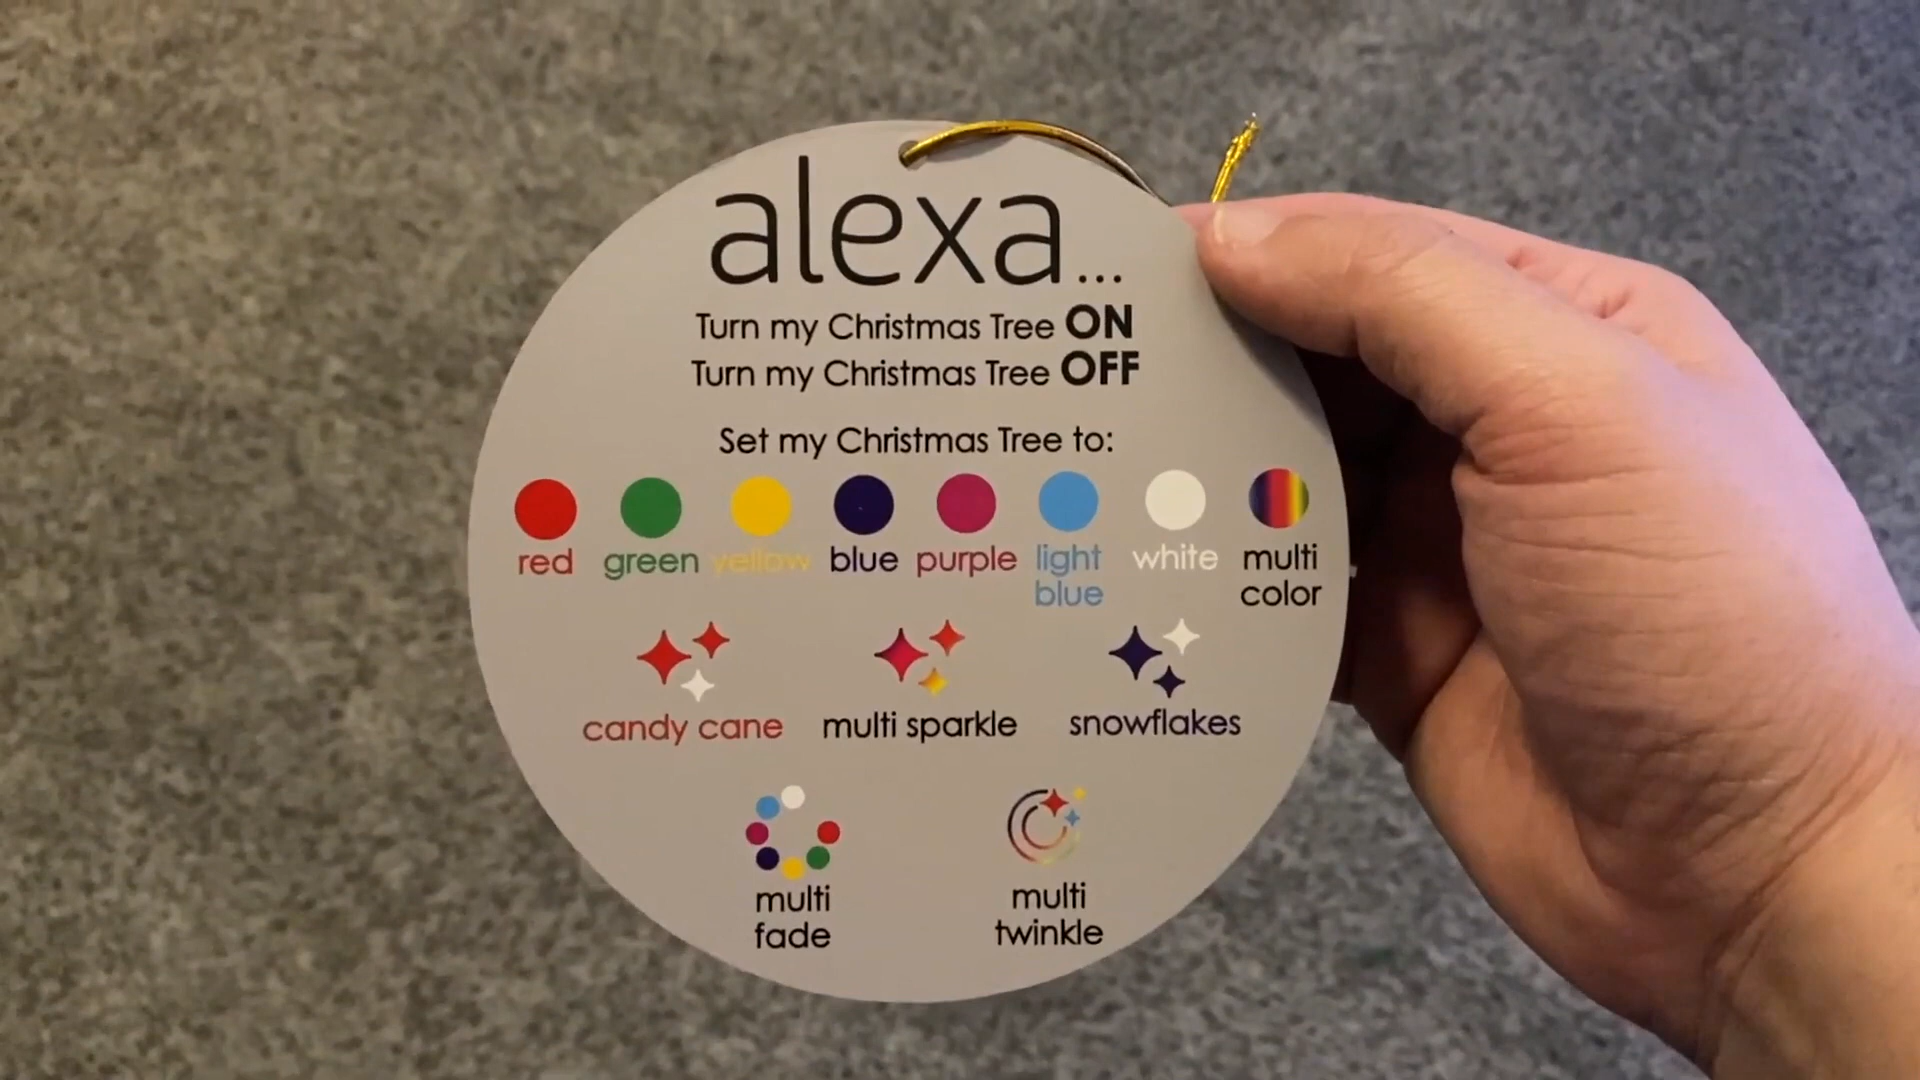 alexa...
Turn my Christmas Tree ON
Turn my Christmas Tree OFF
Set my Christmas Tree to:
red green yellow blue purple light blue white multi color
candy cane multi sparkle snowflakes
multi fade multi twinkle